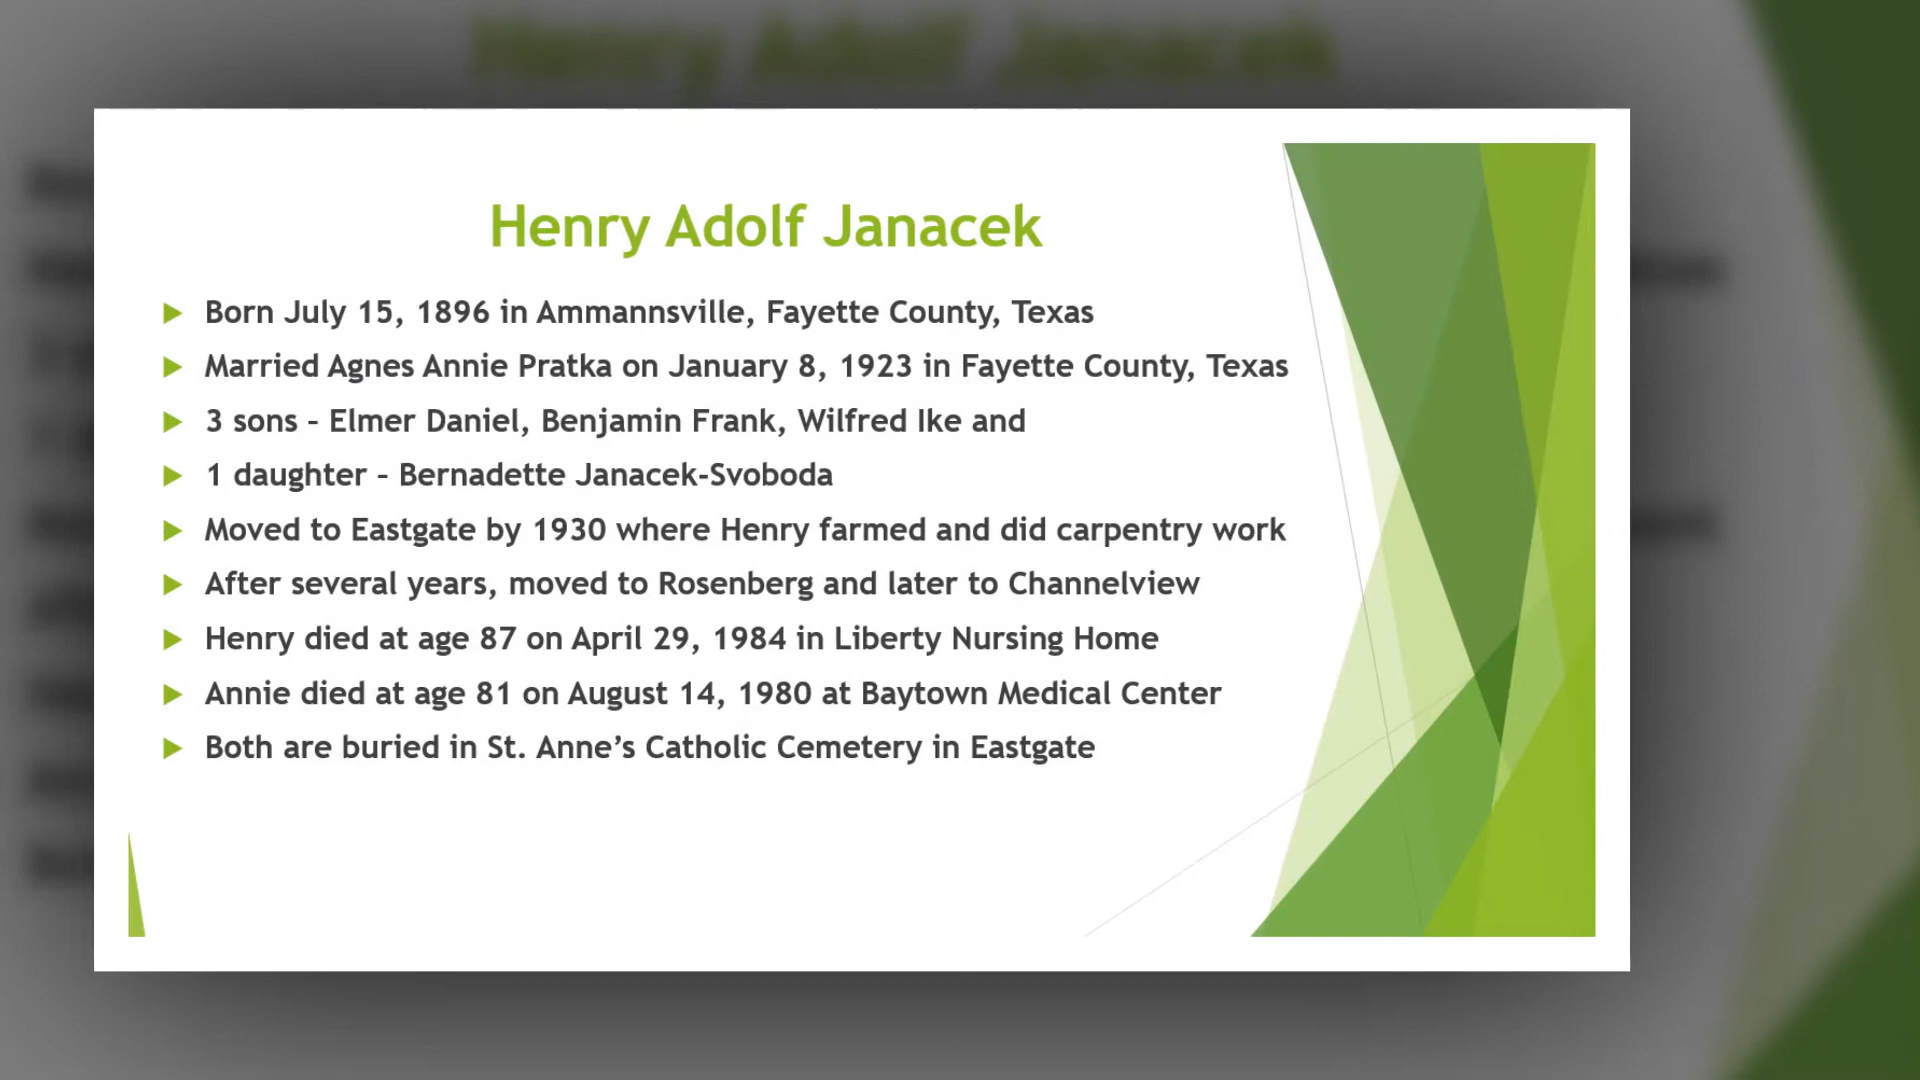 Henry Adolf Janacek
Born July 15, 1896 in Ammannsville, Fayette County, Texas
Married Agnes Annie Pratka on January 8, 1923 in Fayette County, Texas
3 sons – Elmer Daniel, Benjamin Frank, Wilfred Ike and
1 daughter – Bernadette Janacek-Svoboda
Moved to Eastgate by 1930 where Henry farmed and did carpentry work
After several years, moved to Rosenberg and later to Channelview
Henry died at age 87 on April 29, 1984 in Liberty Nursing Home
Annie died at age 81 on August 14, 1980 at Baytown Medical Center
Both are buried in St. Anne’s Catholic Cemetery in Eastgate